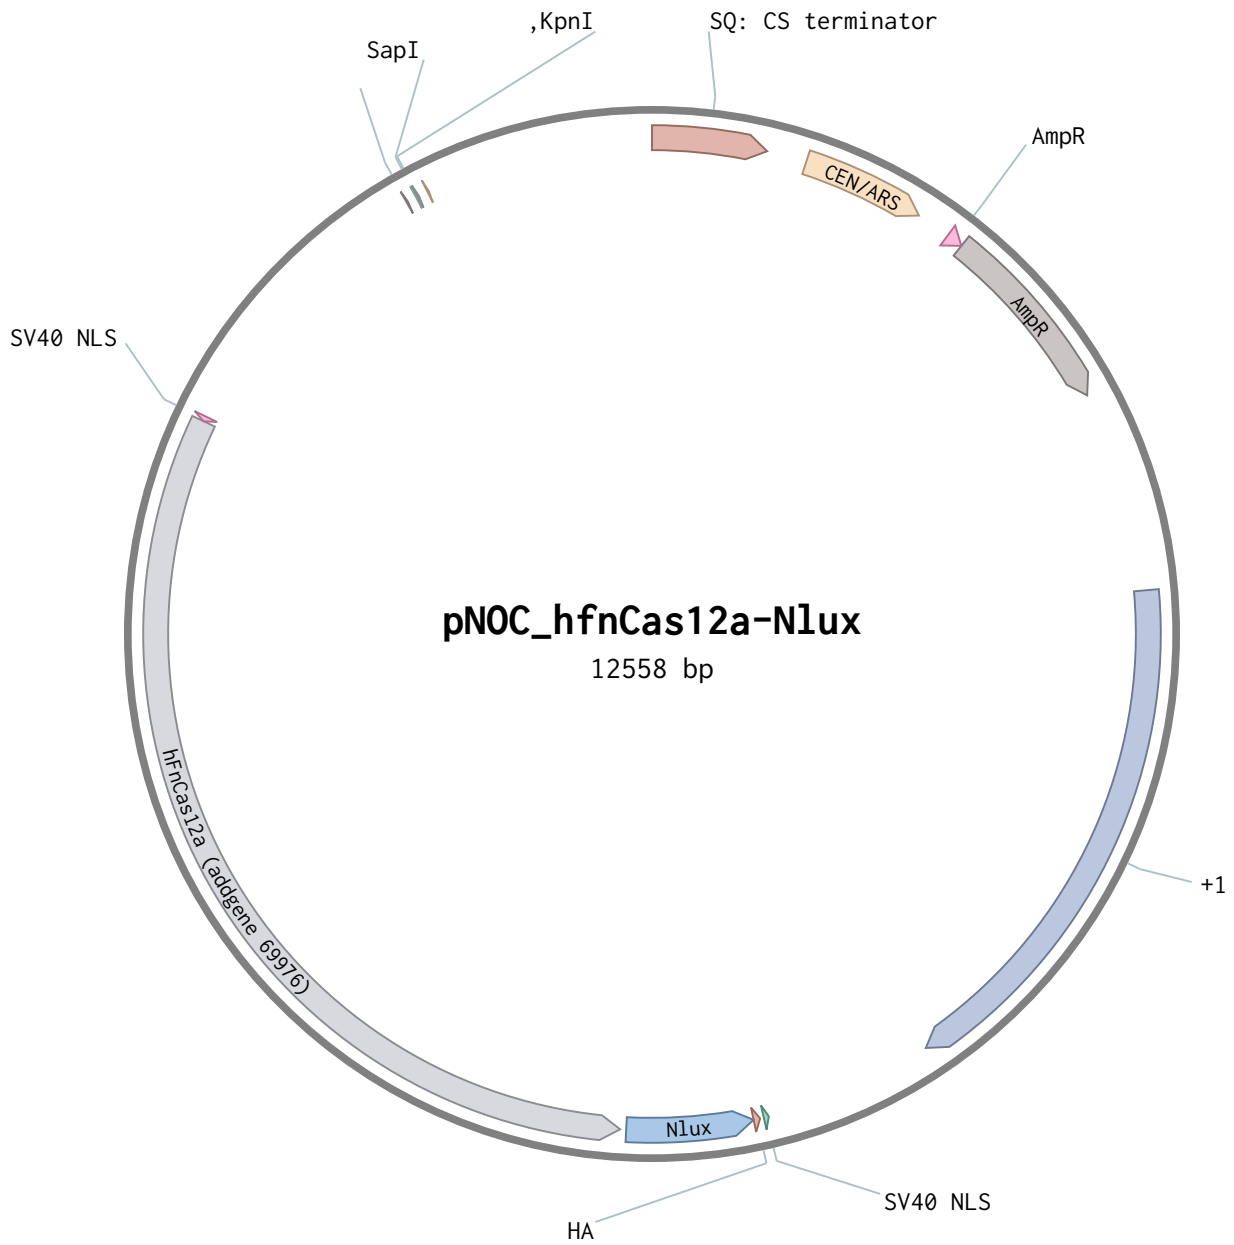 ,KpnI
SQ: CS terminator
SapI
AmpR
CEN/ARS
AmpR
SV40 NLS
pNOC_hfnCas12a-Nlux
12558 bp
hFnCas12a (addgene 69976)
+1
Nlux
SV40 NLS
HA